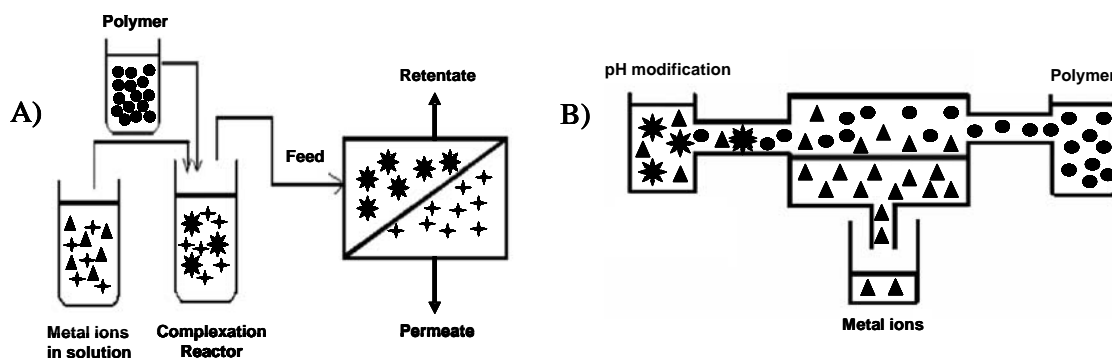 Polymer
A)
Retentate
Feed
Metal ions
in solution
Complexation
Reactor
Permeate
B)
pH modification
Polymer
Metal ions